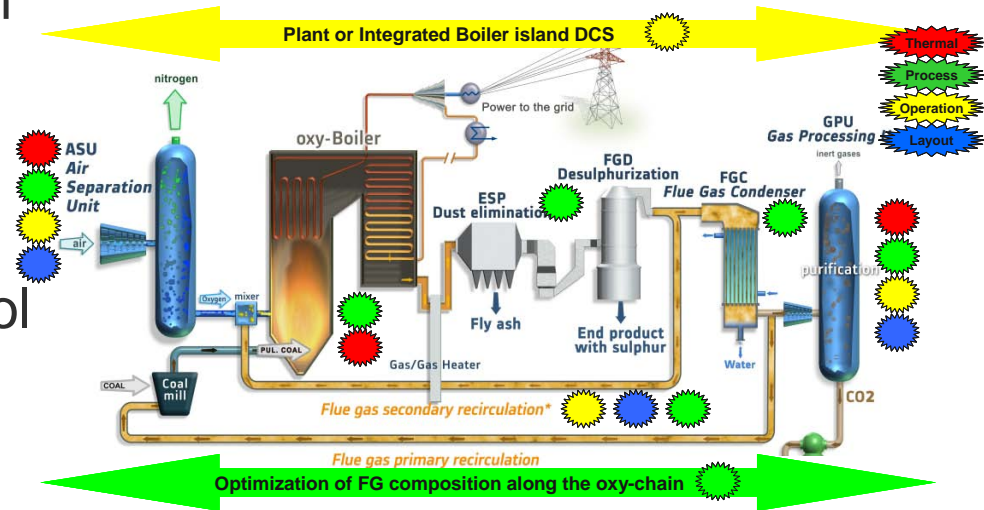 Plant or Integrated Boiler island DCS
Thermal
Process
Operation
Layout
nitrogen
Power to the grid
oxy-Boiler
ASU
Air
Separation
Unit
air
Oxygen
mixer
PUL. COAL
COAL
Coal
mill
ESP
Dust elimination
Fly ash
Gas/Gas Heater
FGD
Desulphurization
End product
with sulphur
FGC
Flue Gas Condenser
Water
GPU
Gas Processing
inert gases
purification
CO2
ol
Flue gas secondary recirculation*
Flue gas primary recirculation
Optimization of FG composition along the oxy-chain